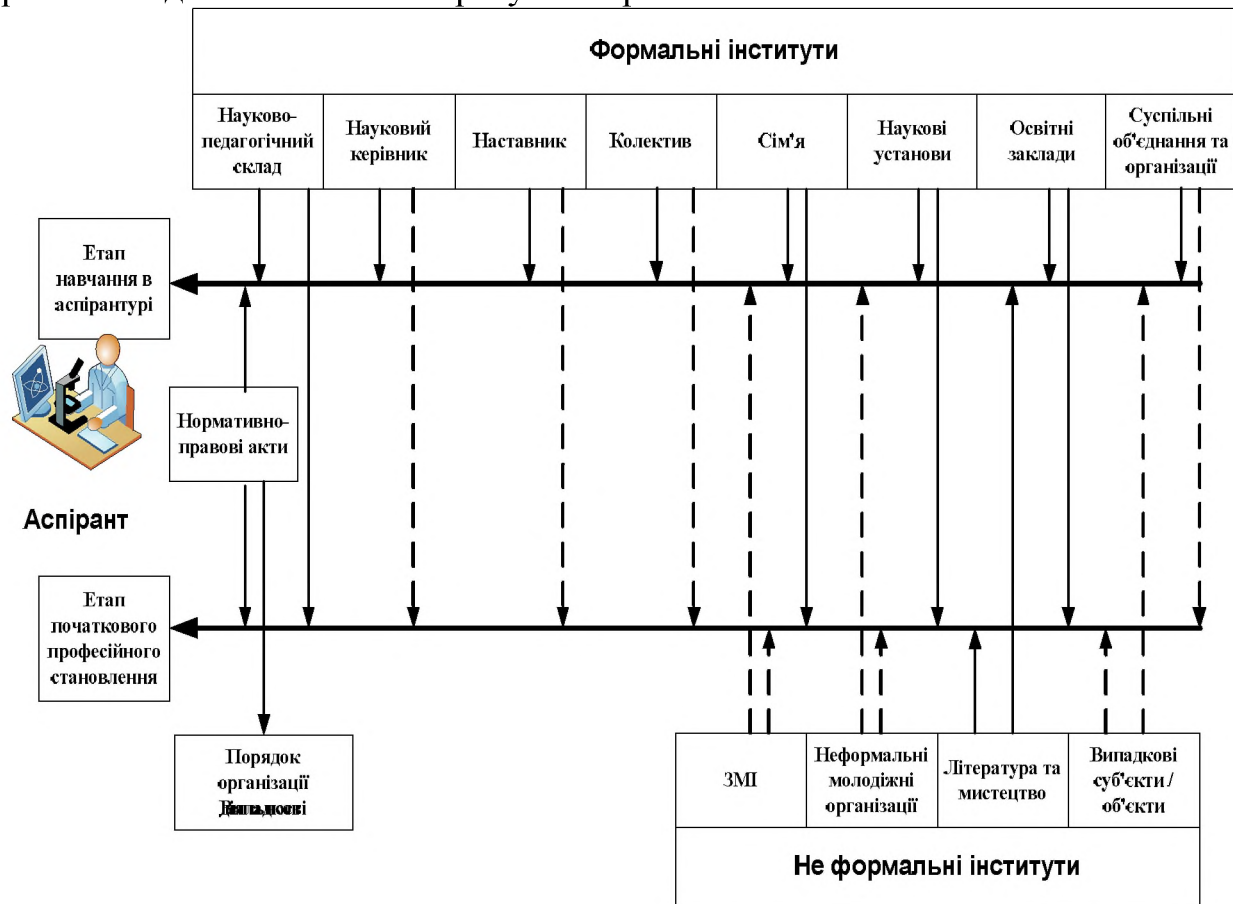 Формальні інститути
Науково-
педагогічний
склад
Науковий
керівник
Наставник
Колектив
Сім'я
Наукові
установи
Освітні
заклади
Суспільні
об'єднання та
організації
Етап
навчання в
аспірантурі
Нормативно-
правові акти
Аспірант
Етап
початкового
професійного
становлення
Порядок
організації
ЗМІ
Неформальні
молодіжні
організації
Література та
мистецтво
Випадкові
суб'єкти /
об'єкти
Не формальні інститути